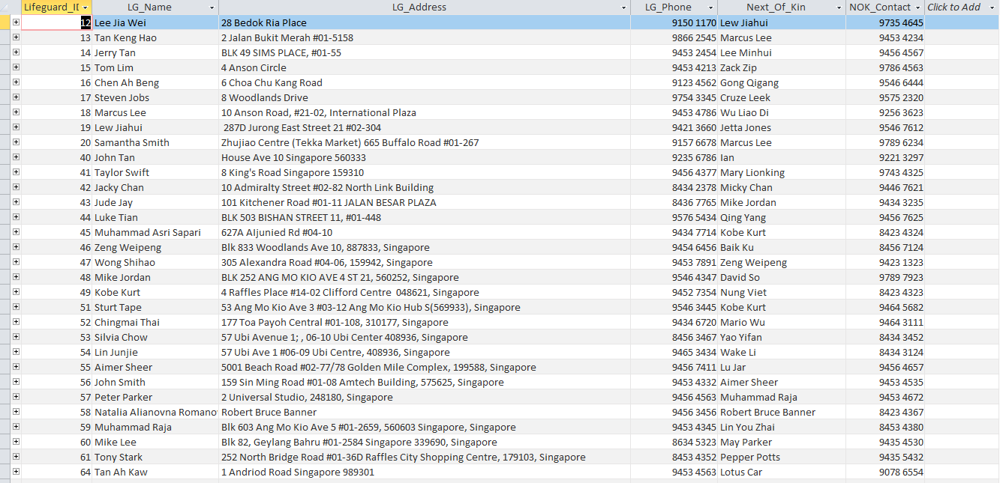 Lifeguard_ID LG_Name LG_Address LG_Phone Next_Of_Kin NOK_Contact Click to Add
12 Lee Jia Wei 28 Bedok Ria Place 9150 1170 Lew Jiahui 9735 4645
13 Tan Keng Hao 2 Jalan Bukit Merah #01-5158 9866 2545 Marcus Lee 9453 4234
14 Jerry Tan BLK 49 SIMS PLACE, #01-55 9453 2454 Lee Minhui 9456 4567
15 Tom Lim 4 Anson Circle 9453 4213 Zack Zip 9786 4563
16 Chen Ah Beng 6 Choa Chu Kang Road 9123 4562 Gong Qigang 9546 6444
17 Steven Jobs 8 Woodlands Drive 9754 3345 Cruze Leek 9575 2320
18 Marcus Lee 10 Anson Road, #21-02, International Plaza 9453 4786 Wu Liao Di 9256 3623
19 Lew Jiahui 287D Jurong East Street 21 #02-304 9421 3660 Jetta Jones 9546 7612
20 Samantha Smith Zhujiao Centre (Tekka Market) 665 Buffalo Road #01-267 9157 6678 Marcus Lee 9789 6234
40 John Tan House Ave 10 Singapore 560333 9235 6786 Ian 9221 3297
41 Taylor Swift 8 King's Road Singapore 159310 9456 4377 Mary Lionking 9743 4325
42 Jacky Chan 10 Admiralty Street #02-82 North Link Building 8434 2378 Micky Chan 9446 7621
43 Jude Jay 101 Kitchener Road #01-11 JALAN BESAR PLAZA 8436 7765 Mike Jordan 9434 3235
44 Luke Tian BLK 503 BISHAN STREET 11, #01-448 9576 5434 Qing Yang 9456 7625
45 Muhammad Asri Sapari 627A AIjunied Rd #04-10 9434 7714 Kobe Kurt 8423 4324
46 Zeng Weipeng Blk 833 Woodlands Ave 10, 887833, Singapore 9454 6456 Baik Ku 8456 7124
47 Wong Shihao 305 Alexandra Road #04-06, 159942, Singapore 9453 7891 Zeng Weipeng 9423 1323
48 Mike Jordan BLK 252 ANG MO KIO AVE 4 ST 21, 560252, Singapore 9546 4347 David So 9789 7923
49 Kobe Kurt 4 Raffles Place #14-02 Clifford Centre 048621, Singapore 9452 7354 Nung Viet 8423 4323
51 Sturt Tape 53 Ang Mo Kio Ave 3 #03-12 Ang Mo Kio Hub S(569933), Singapore 9546 3445 Kobe Kurt 9464 5682
52 Chingmai Thai 177 Toa Payoh Central #01-108, 310177, Singapore 9434 6720 Mario Wu 9464 3111
53 Silvia Chow 57 Ubi Avenue 1; , 06-10 Ubi Center 408936, Singapore 8456 3467 Yao Yifan 8434 3452
54 Lin Junjie 57 Ubi Ave 1 #06-09 Ubi Centre, 408936, Singapore 9465 3434 Wake Li 8434 3124
55 Aimer Sheer 5001 Beach Road #02-77/78 Golden Mile Complex, 199588, Singapore 9456 7411 Lu Jar 9456 4657
56 John Smith 159 Sin Ming Road #01-08 Amtech Building, 575625, Singapore 9453 4332 Aimer Sheer 9453 4535
57 Peter Parker 2 Universal Studio, 248180, Singapore 9456 4563 Muhammad Raja 9453 4672
58 Natalia Alianovna Romanov Robert Bruce Banner 9456 3456 Robert Bruce Banner 8423 4367
59 Muhammad Raja Blk 603 Ang Mo Kio Ave 5 #01-2659, 560603 Singapore, Singapore 9453 4345 Lin You Zhai 8453 4380
60 Mike Lee Blk 82, Geylang Bahru #01-2584 Singapore 339690, Singapore 8634 5323 May Parker 9435 4530
61 Tony Stark 252 North Bridge Road #01-36D Raffles City Shopping Centre, 179103, Singapore 8453 4352 Pepper Potts 9435 5432
64 Tan Ah Kaw 1 Andriod Road Singapore 989301 9453 4563 Lotus Car 9078 6554